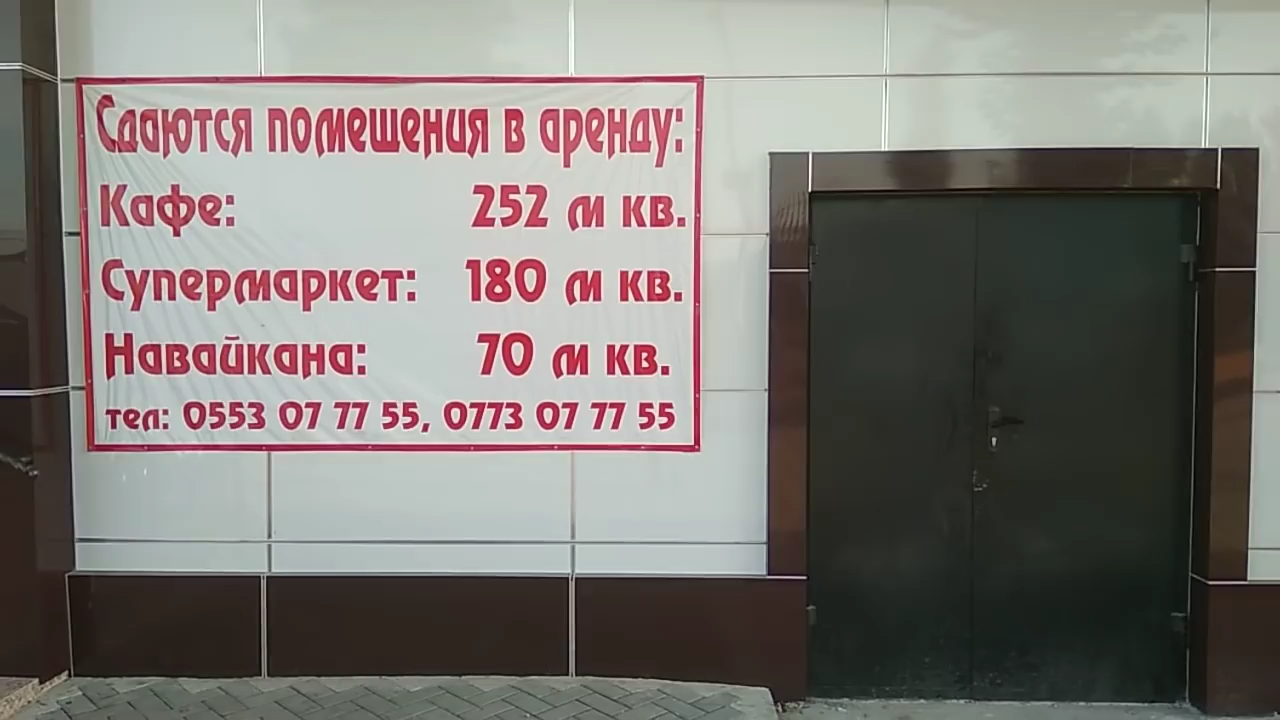 Сдаются помещения в аренду:
Кафе: 252 м кв.
Супермаркет: 180 м кв.
Навайкана: 70 м кв.
тел: 0553 07 77 55, 0773 07 77 55